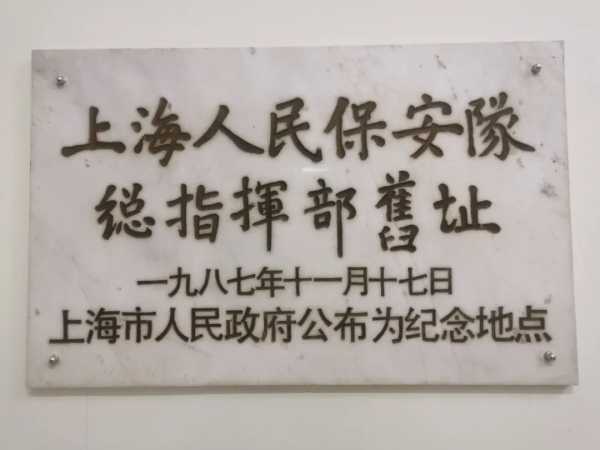 上海人民保安隊
総指揮部舊址
一九八七年十一月十七日
上海市人民政府公布为纪念地点